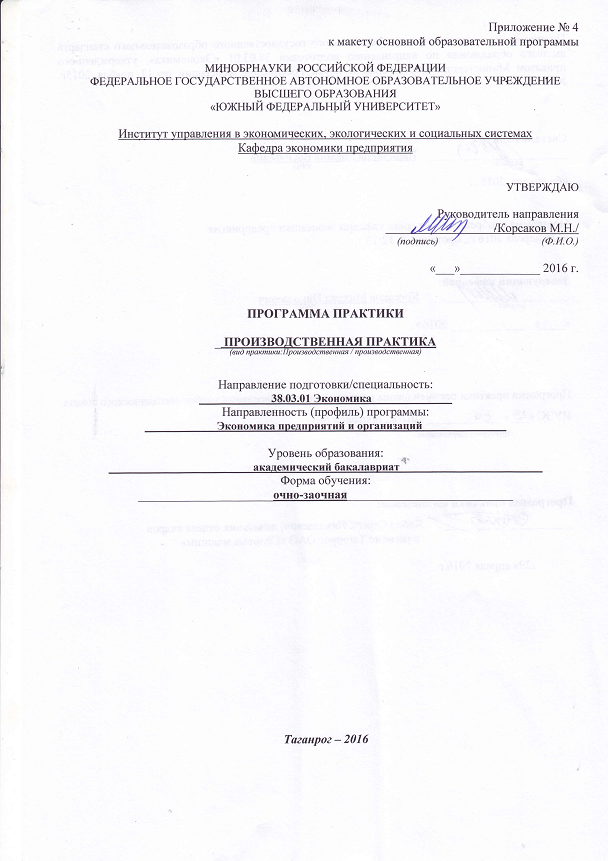 Приложение № 4
к макету основной образовательной программы
МИНОБРНАУКИ РОССИЙСКОЙ ФЕДЕРАЦИИ
ФЕДЕРАЛЬНОЕ ГОСУДАРСТВЕННОЕ АВТОНОМНОЕ ОБРАЗОВАТЕЛЬНОЕ УЧРЕЖДЕНИЕ
ВЫСШЕГО ОБРАЗОВАНИЯ
«ЮЖНЫЙ ФЕДЕРАЛЬНЫЙ УНИВЕРСИТЕТ»
Институт управления в экономических, экологических и социальных системах
Кафедра экономики предприятия
УТВЕРЖДАЮ
Руководитель направления
/Корсаков М.Н./
(подпись) (Ф.И.О.)
«___»_____________ 2016 г.
ПРОГРАММА ПРАКТИКИ
ПРОИЗВОДСТВЕННАЯ ПРАКТИКА
(вид практики:Производственная / производственная)
Направление подготовки/специальность:
38.03.01 Экономика
Направленность (профиль) программы:
Экономика предприятий и организаций
Уровень образования:
академический бакалавриат
Форма обучения:
очно-заочная
Таганрог – 2016